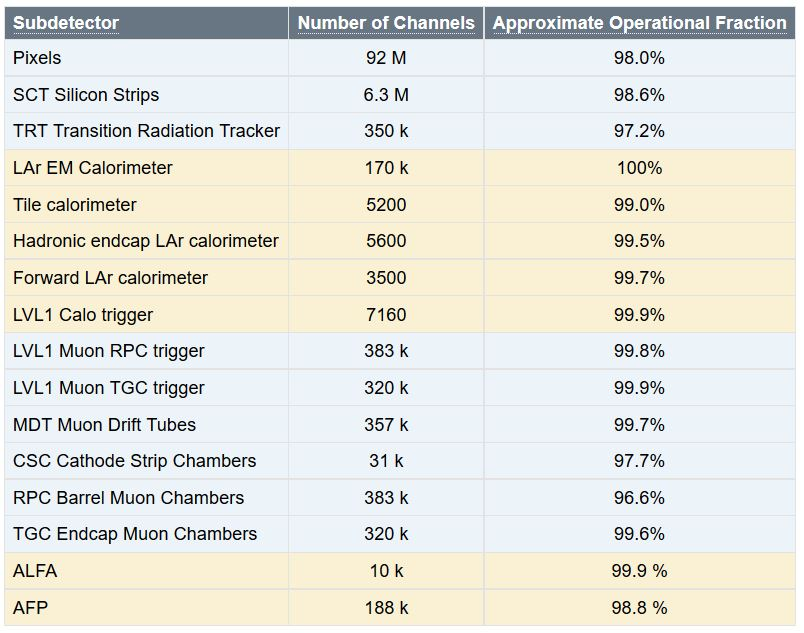 Subdetector Number of Channels Approximate Operational Fraction
Pixels 92 M 98.0%
SCT Silicon Strips 6.3 M 98.6%
TRT Transition Radiation Tracker 350 k 97.2%
LAr EM Calorimeter 170 k 100%
Tile calorimeter 5200 99.0%
Hadronic endcap LAr calorimeter 5600 99.5%
Forward LAr calorimeter 3500 99.7%
LVL1 Calo trigger 7160 99.9%
LVL1 Muon RPC trigger 383 k 99.8%
LVL1 Muon TGC trigger 320 k 99.9%
MDT Muon Drift Tubes 357 k 99.7%
CSC Cathode Strip Chambers 31 k 97.7%
RPC Barrel Muon Chambers 383 k 96.6%
TGC Endcap Muon Chambers 320 k 99.6%
ALFA 10 k 99.9 %
AFP 188 k 98.8 %